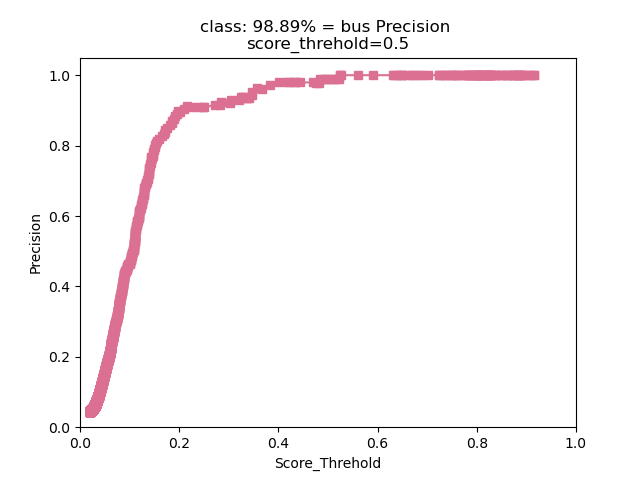 class: 98.89% = bus Precision
score_threhold=0.5
1.0
0.8
0.6
0.4
0.2
0.0
Precision
0.0 0.2 0.4 0.6 0.8 1.0
Score_Threhold